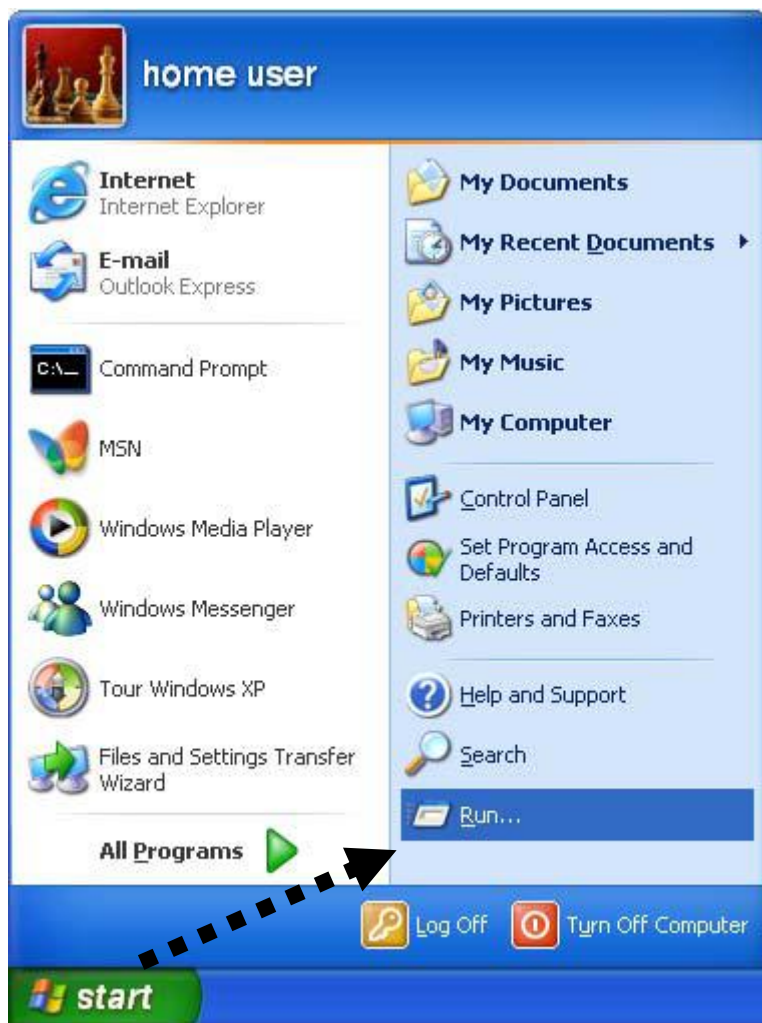 home user
Internet
Internet Explorer
E-mail
Outlook Express
C:\_
Command Prompt
MSN
Windows Media Player
Windows Messenger
Tour Windows XP
Files and Settings Transfer
Wizard
All Programs
My Documents
My Recent Documents
My Pictures
My Music
My Computer
Control Panel
Set Program Access and
Defaults
Printers and Faxes
Help and Support
Search
Run...
Log Off
Turn Off Computer
start